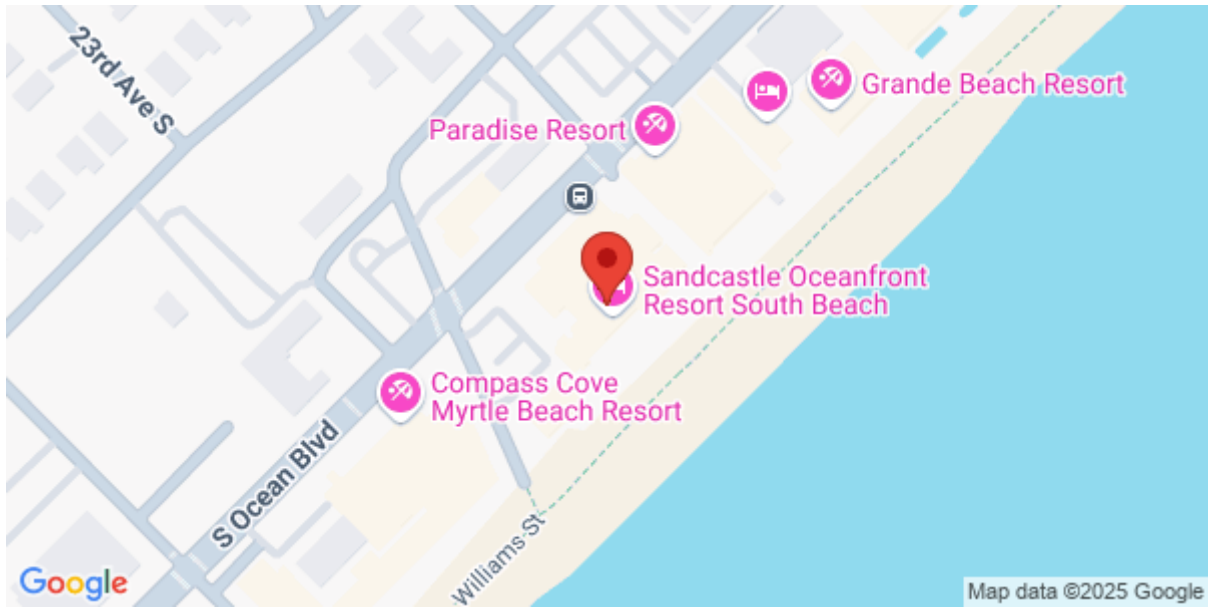 23rd Ave S
Grande Beach Resort
Paradise Resort
Sandcastle Oceanfront
Resort South Beach
Compass Cove
Myrtle Beach Resort
S Ocean Blvd
Williams St
Google
Map data ©2025 Google